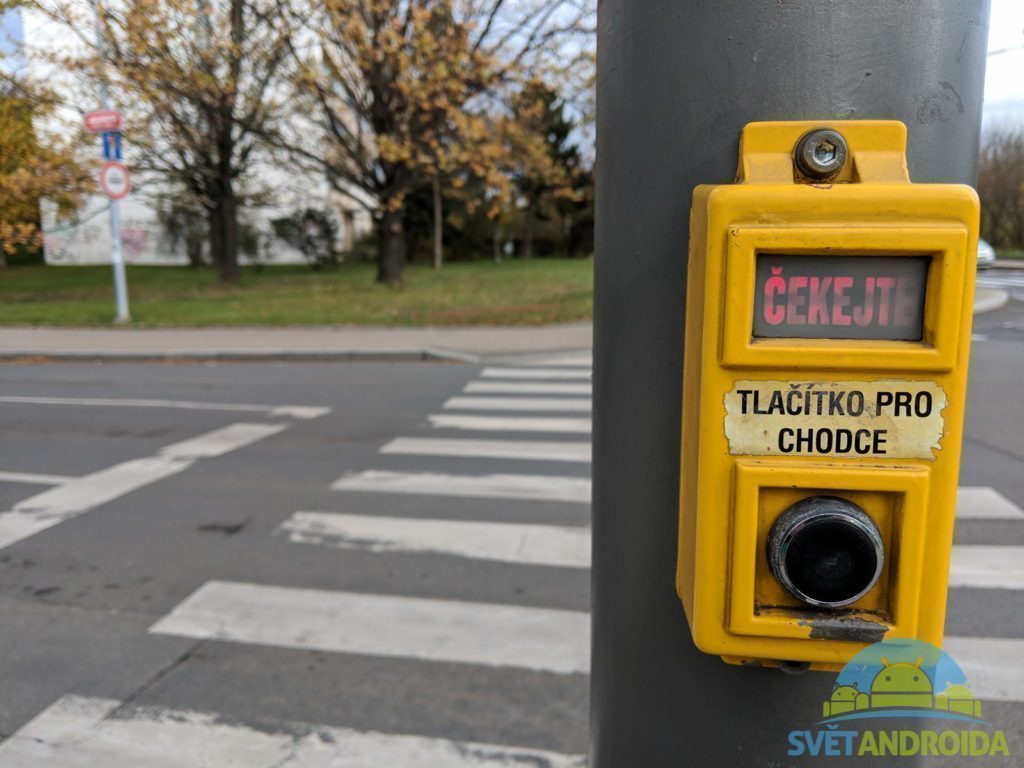 ČEKEJTE
TLAČÍTKO PRO
CHODCE
SVĚTANDROIDA